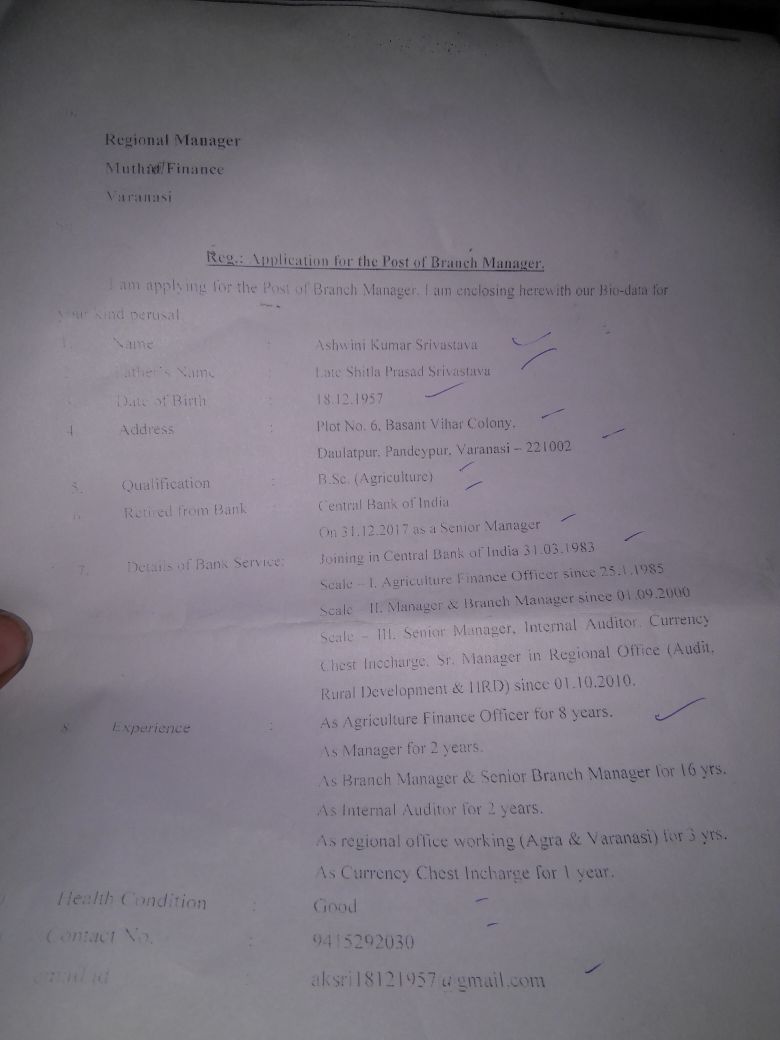 Regional Manager
Finance
Varanasi
Reg.: Application for the Post of Branch Manager.
I am applying for the Post of Branch Manager. I am enclosing herewith our Bio-data for
your kind perusal
1. Name : Ashwini Kumar Srivastava
2. Father's Name : Late Shitla Prasad Srivastava
3. Date of Birth : 18.12.1957
4. Address : Plot No. 6, Basant Vihar Colony,
Daulatpur, Pandeypur, Varanasi – 221002
5. Qualification : B.Sc. (Agriculture)
6. Retired from Bank : Central Bank of India
On 31.12.2017 as a Senior Manager
7. Details of Bank Service: Joining in Central Bank of India 31.03.1983
Scale – I. Agriculture Finance Officer since 25.1.1985
Scale – II. Manager & Branch Manager since 01.09.2000
Scale – III. Senior Manager, Internal Auditor, Currency
Chest Inccharge, Sr. Manager in Regional Office (Audit,
Rural Development & HRD) since 01.10.2010.
8. Experience : As Agriculture Finance Officer for 8 years.
As Manager for 2 years.
As Branch Manager & Senior Branch Manager for 16 yrs.
As Internal Auditor for 2 years.
As regional office working (Agra & Varanasi) for 3 yrs.
As Currency Chest Incharge for 1 year.
Health Condition : Good
Contact No. : 9415292030
email id : aksri18121957@gmail.com